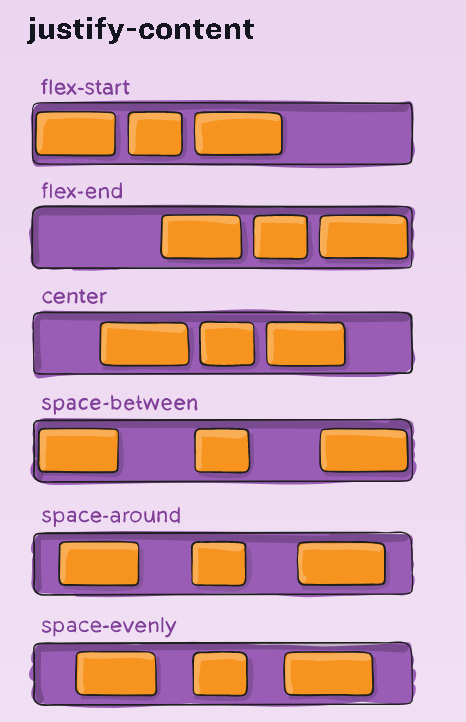 justify-content
flex-start
flex-end
center
space-between
space-around
space-evenly